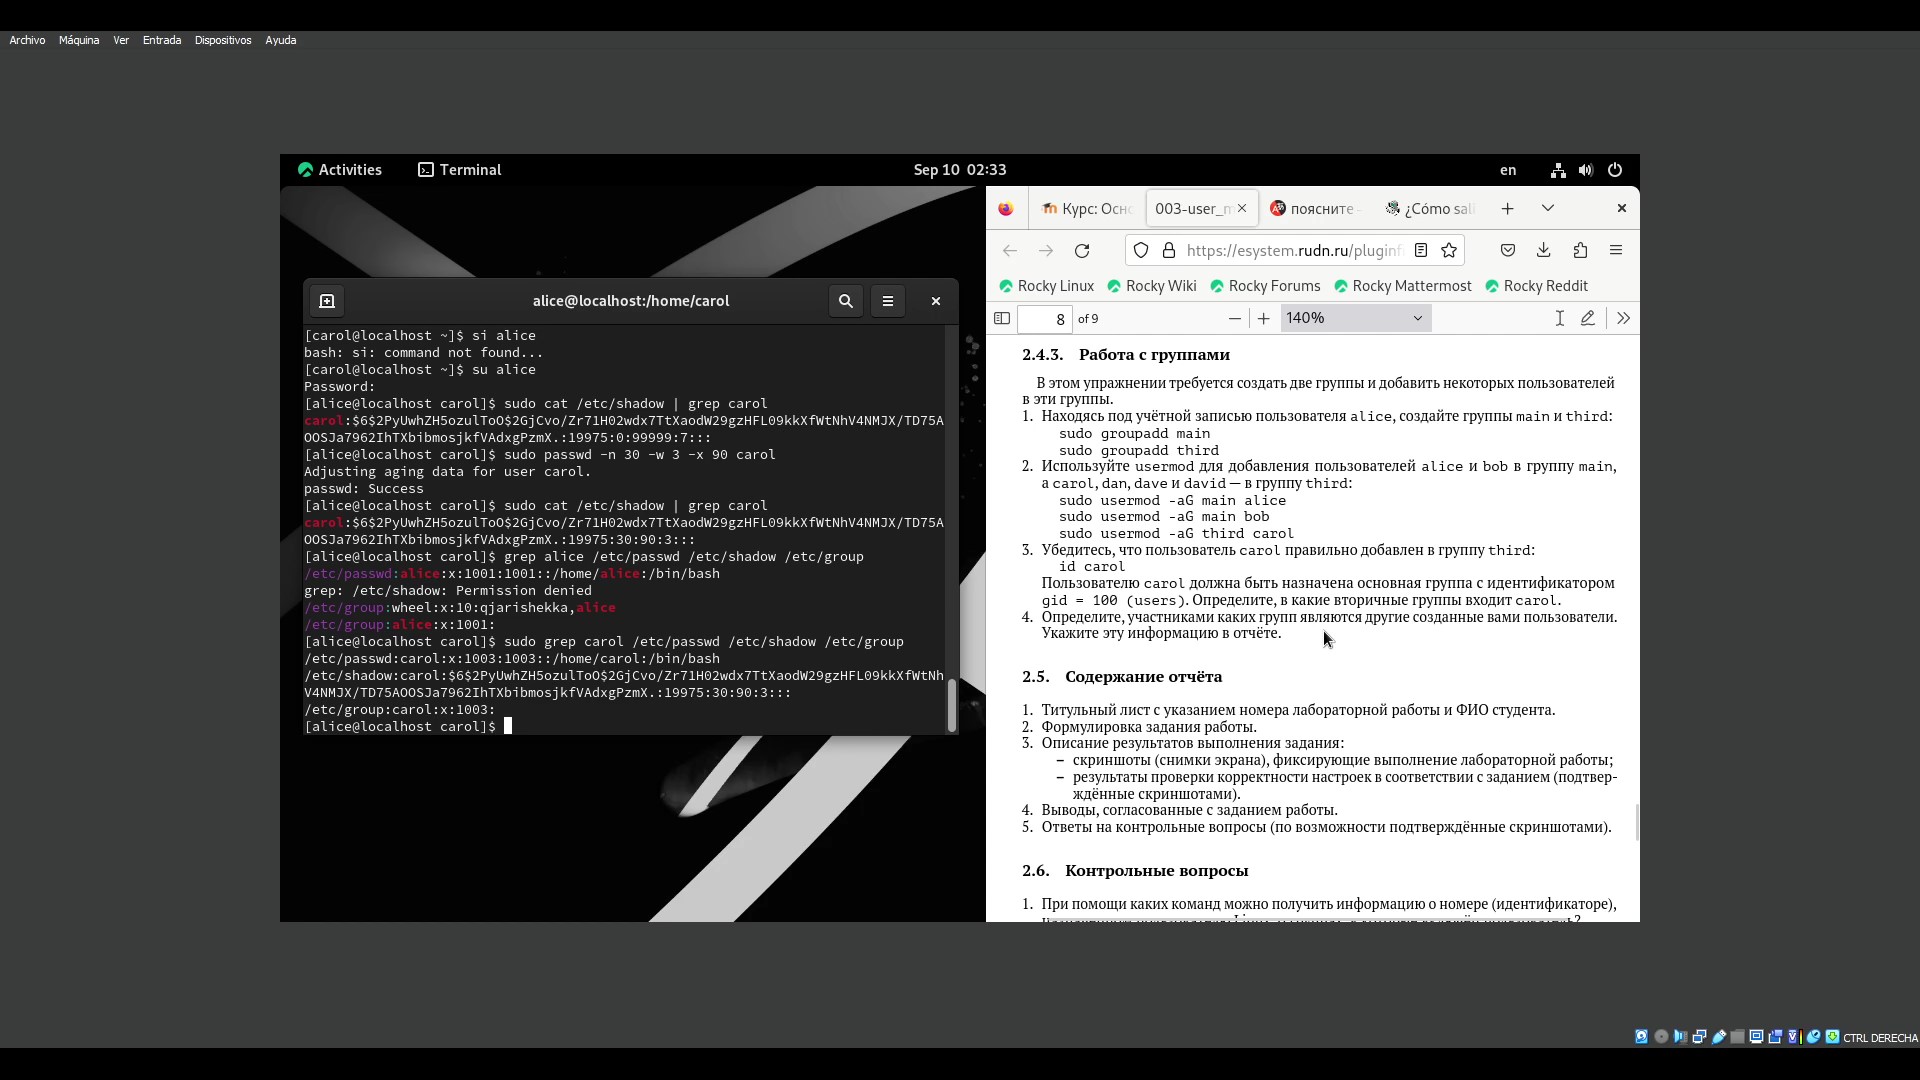 Archivo Máquina Ver Entrada Dispositivos Ayuda
Activities Terminal Sep 10 02:33 en
alice@localhost:/home/carol
[carol@localhost ~]$ si alice
bash: si: command not found...
[carol@localhost ~]$ su alice
Password:
[alice@localhost carol]$ sudo cat /etc/shadow | grep carol
carol:$6$2PyUwhZH5ozulToO$2GjCvo/Zr71H02wdx7TtXaodW29gzHFL09kkXfWtNhV4NMJX/TD75A
OOSJa7962IhTXbibmosjkfVAdxgPzmX.:19975:0:99999:7:::
[alice@localhost carol]$ sudo passwd -n 30 -w 3 -x 90 carol
Adjusting aging data for user carol.
passwd: Success
[alice@localhost carol]$ sudo cat /etc/shadow | grep carol
carol:$6$2PyUwhZH5ozulToO$2GjCvo/Zr71H02wdx7TtXaodW29gzHFL09kkXfWtNhV4NMJX/TD75A
OOSJa7962IhTXbibmosjkfVAdxgPzmX.:19975:30:90:3:::
[alice@localhost carol]$ grep alice /etc/passwd /etc/shadow /etc/group
/etc/passwd:alice:x:1001:1001::/home/alice:/bin/bash
grep: /etc/shadow: Permission denied
/etc/group:wheel:x:10:qjarishekka,alice
/etc/group:alice:x:1001:
[alice@localhost carol]$ sudo grep carol /etc/passwd /etc/shadow /etc/group
/etc/passwd:carol:x:1003:1003::/home/carol:/bin/bash
/etc/shadow:carol:$6$2PyUwhZH5ozulToO$2GjCvo/Zr71H02wdx7TtXaodW29gzHFL09kkXfWtNh
V4NMJX/TD75AOOSJa7962IhTXbibmosjkfVAdxgPzmX.:19975:30:90:3:::
/etc/group:carol:x:1003:
[alice@localhost carol]$
Курс: Осно 003-user_m поясните - ¿Cómo sali
https://esystem.rudn.ru/pluginf
Rocky Linux Rocky Wiki Rocky Forums Rocky Mattermost Rocky Reddit
8 of 9 140%
2.4.3. Работа с группами
В этом упражнении требуется создать две группы и добавить некоторых пользователей
в эти группы.
1. Находясь под учётной записью пользователя alice, создайте группы main и third:
sudo groupadd main
sudo groupadd third
2. Используйте usermod для добавления пользователей alice и bob в группу main,
а carol, dan, dave и david — в группу third:
sudo usermod -aG main alice
sudo usermod -aG main bob
sudo usermod -aG third carol
3. Убедитесь, что пользователь carol правильно добавлен в группу third:
id carol
Пользователю carol должна быть назначена основная группа с идентификатором
gid = 100 (users). Определите, в какие вторичные группы входит carol.
4. Определите, участниками каких групп являются другие созданные вами пользователи.
Укажите эту информацию в отчёте.
2.5. Содержание отчёта
1. Титульный лист с указанием номера лабораторной работы и ФИО студента.
2. Формулировка задания работы.
3. Описание результатов выполнения задания:
– скриншоты (снимки экрана), фиксирующие выполнение лабораторной работы;
– результаты проверки корректности настроек в соответствии с заданием (подтвер-
ждённые скриншотами).
4. Выводы, согласованные с заданием работы.
5. Ответы на контрольные вопросы (по возможности подтверждённые скриншотами).
2.6. Контрольные вопросы
1. При помощи каких команд можно получить информацию о номере (идентификаторе),
CTRL DERECHA